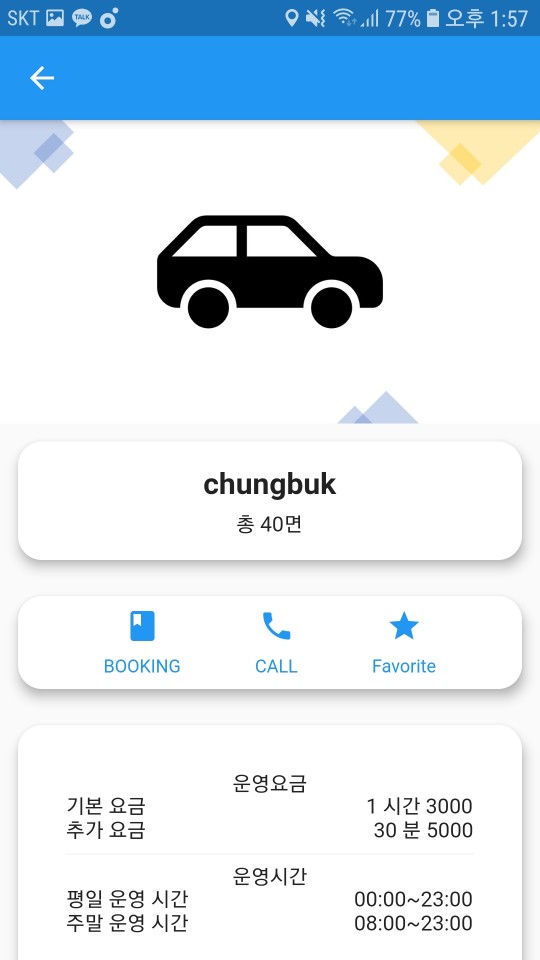 SKT TALK 77% 오후 1:57
chungbuk
총 40면
BOOKING CALL Favorite
운영요금
기본 요금 1 시간 3000
추가 요금 30 분 5000
운영시간
평일 운영 시간 00:00~23:00
주말 운영 시간 08:00~23:00